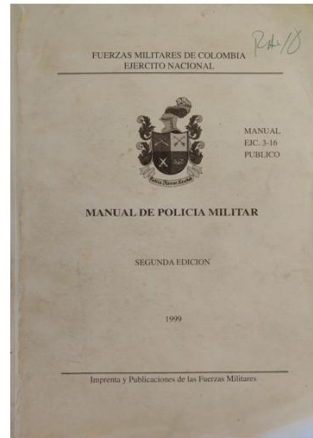 FUERZAS MILITARES DE COLOMBIA
EJERCITO NACIONAL
MANUAL
EJC. 3-16
PUBLICO
MANUAL DE POLICIA MILITAR
SEGUNDA EDICION
1999
Imprenta y Publicaciones de las Fuerzas Militares